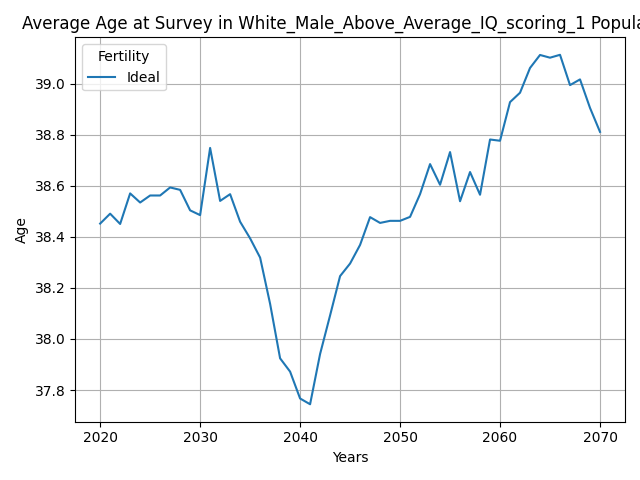 Average Age at Survey in White_Male_Above_Average_IQ_scoring_1 Popula
Fertility
Ideal
39.0
38.8
38.6
38.4
38.2
38.0
37.8
Age
2020 2030 2040 2050 2060 2070
Years